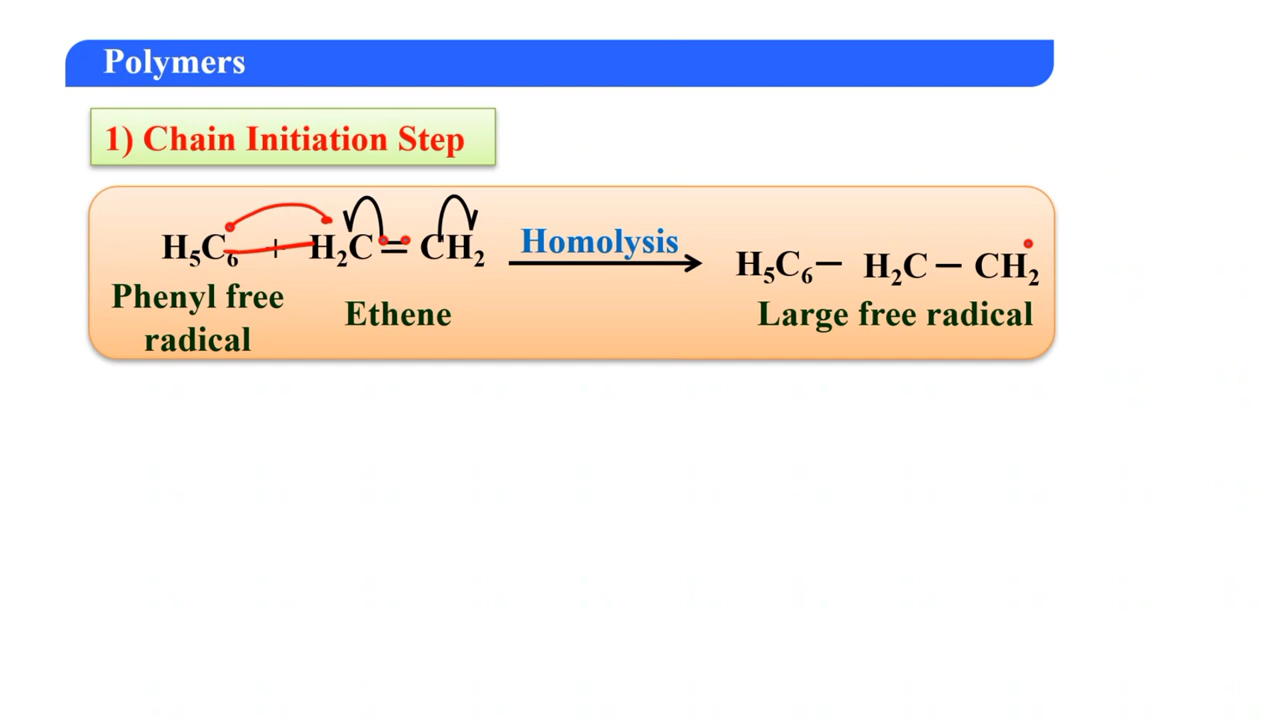 Polymers
1) Chain Initiation Step
H₅C₆• + H₂C = CH₂ Homolysis → H₅C₆ — H₂C — CH₂•
Phenyl free radical
Ethene
Large free radical